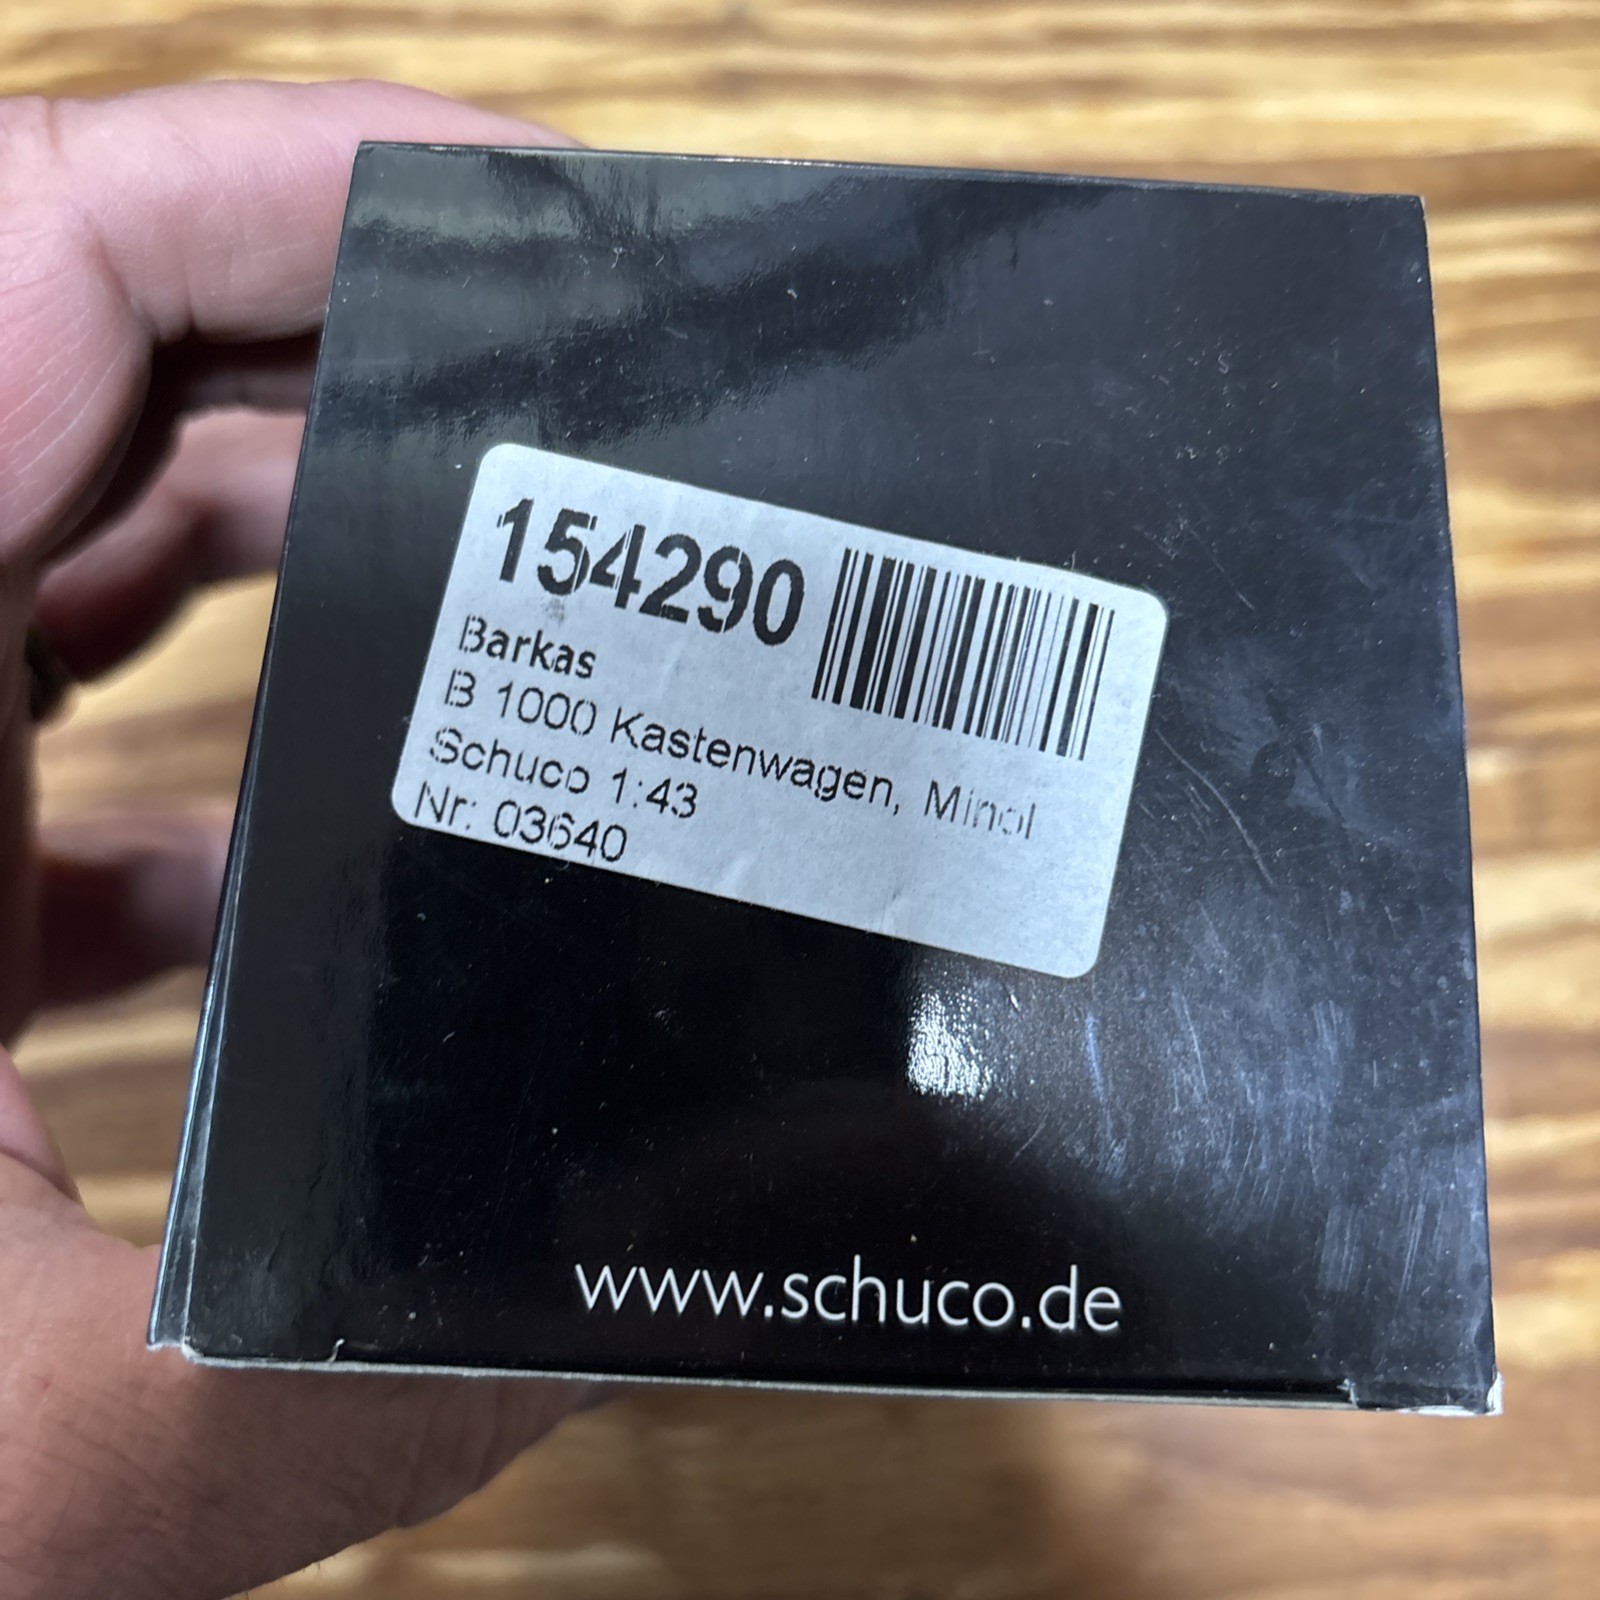 154290
Barkas
B 1000 Kastenwagen, Minol
Schuco 1:43
Nr: 03640
www.schuco.de